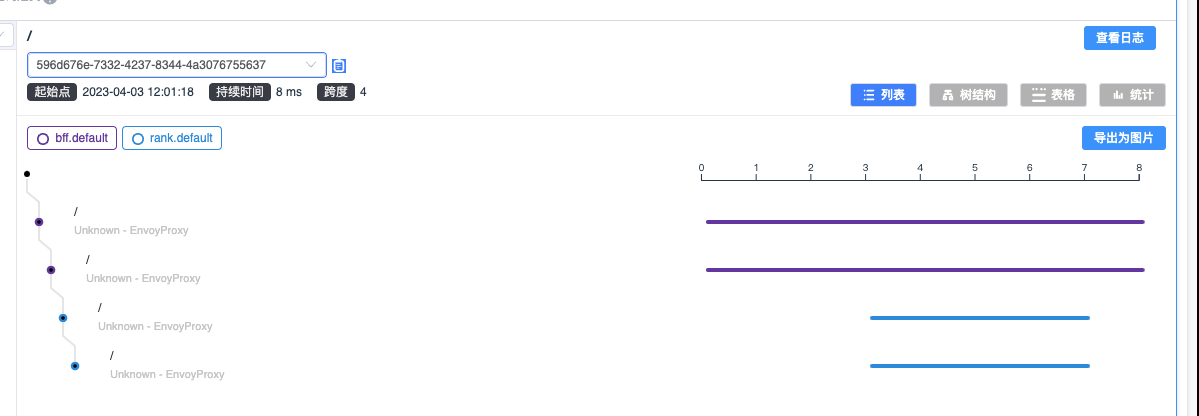 /
查看日志
596d676e-7332-4237-8344-4a3076755637
起始点 2023-04-03 12:01:18 持续时间 8 ms 跨度 4
列表 树结构 表格 统计
bff.default rank.default
导出为图片
0 1 2 3 4 5 6 7 8
/
Unknown - EnvoyProxy
/
Unknown - EnvoyProxy
/
Unknown - EnvoyProxy
/
Unknown - EnvoyProxy